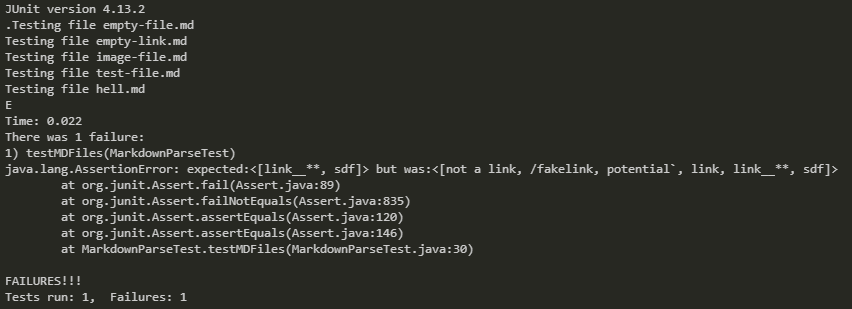 JUnit version 4.13.2
.Testing file empty-file.md
Testing file empty-link.md
Testing file image-file.md
Testing file test-file.md
Testing file hell.md
E
Time: 0.022
There was 1 failure:
1) testMDFiles(MarkdownParseTest)
java.lang.AssertionError: expected:<[link__**, sdf]> but was:<[not a link, /fakelink, potential`, link, link__**, sdf]>
        at org.junit.Assert.fail(Assert.java:89)
        at org.junit.Assert.failNotEquals(Assert.java:835)
        at org.junit.Assert.assertEquals(Assert.java:120)
        at org.junit.Assert.assertEquals(Assert.java:146)
        at MarkdownParseTest.testMDFiles(MarkdownParseTest.java:30)
FAILURES!!!
Tests run: 1,  Failures: 1